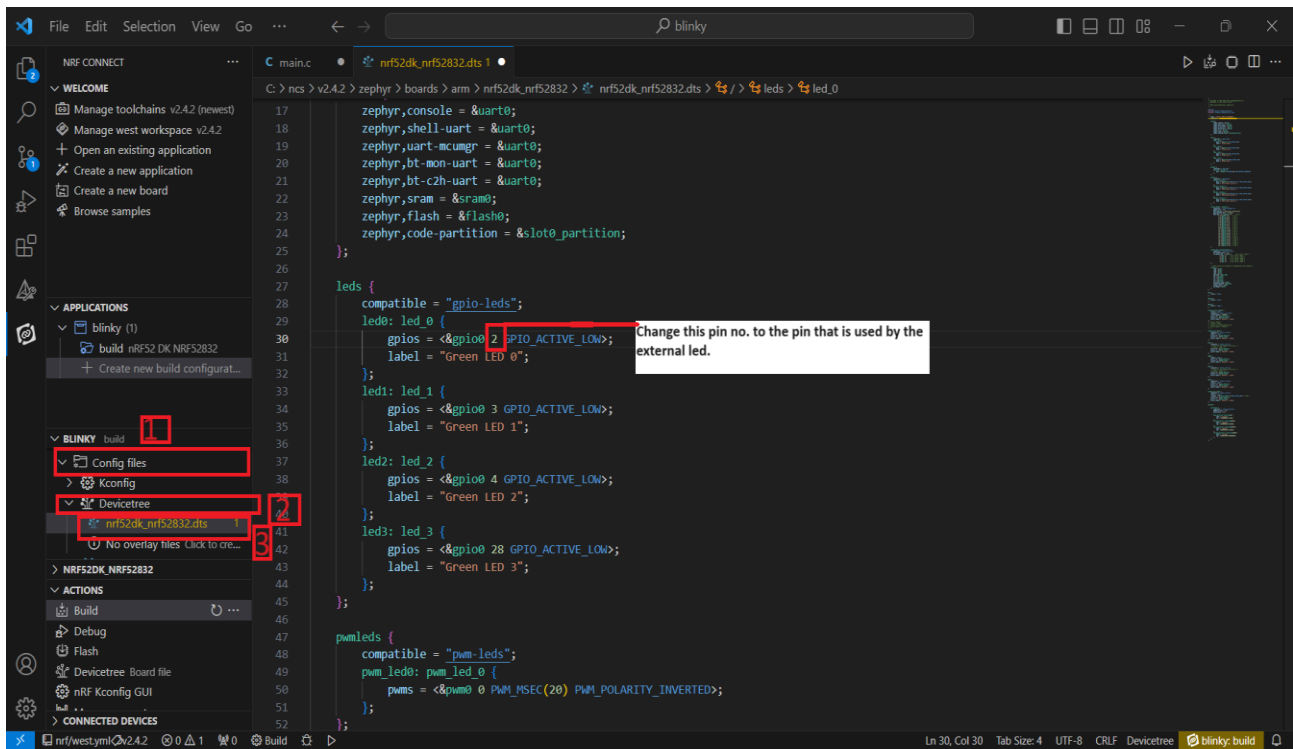 File Edit Selection View Go ··· blinky
NRF CONNECT ···
WELCOME
Manage toolchains v2.4.2 (newest)
Manage west workspace v2.4.2
Open an existing application
Create a new application
Create a new board
Browse samples
APPLICATIONS
blinky (1)
build nRF52 DK NRF52832
Create new build configurat...
BLINKY build
1
Config files
Kconfig
Devicetree
2
nrf52dk_nrf52832.dts 1
3
No overlay files Click to cre...
NRF52DK_NRF52832
ACTIONS
Build ···
Debug
Flash
Devicetree Board file
nRF Kconfig GUI
CONNECTED DEVICES
2
1
C main.c nrf52dk_nrf52832.dts 1
C: > ncs > v2.4.2 > zephyr > boards > arm > nrf52dk_nrf52832 > nrf52dk_nrf52832.dts > / > leds > led_0
17 zephyr,console = &uart0;
18 zephyr,shell-uart = &uart0;
19 zephyr,uart-mcumgr = &uart0;
20 zephyr,bt-mon-uart = &uart0;
21 zephyr,bt-c2h-uart = &uart0;
22 zephyr,sram = &sram0;
23 zephyr,flash = &flash0;
24 zephyr,code-partition = &slot0_partition;
25 };
26
27 leds {
28 compatible = "gpio-leds";
29 led0: led_0 {
30 gpios = <&gpio0 2 GPIO_ACTIVE_LOW>;
31 label = "Green LED 0";
32 };
33 led1: led_1 {
34 gpios = <&gpio0 3 GPIO_ACTIVE_LOW>;
35 label = "Green LED 1";
36 };
37 led2: led_2 {
38 gpios = <&gpio0 4 GPIO_ACTIVE_LOW>;
label = "Green LED 2";
};
41 led3: led_3 {
42 gpios = <&gpio0 28 GPIO_ACTIVE_LOW>;
43 label = "Green LED 3";
44 };
45 };
46
47 pwmleds {
48 compatible = "pwm-leds";
49 pwm_led0: pwm_led_0 {
50 pwms = <&pwm0 0 PWM_MSEC(20) PWM_POLARITY_INVERTED>;
51 };
52 };
Change this pin no. to the pin that is used by the
external led.
nrf/west.yml v2.4.2 0 1 0 Build Ln 30, Col 30 Tab Size: 4 UTF-8 CRLF Devicetree blinky: build